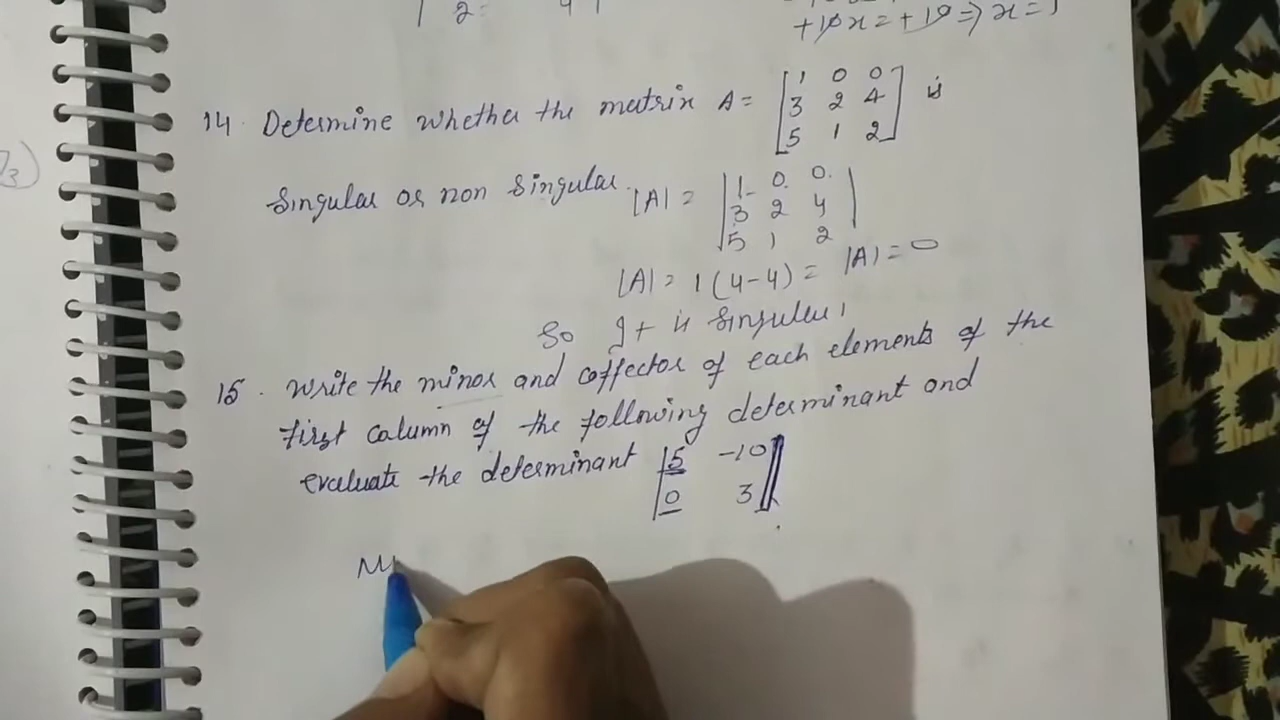 2 4
+10x = +10 ⇒ x = 1
14. Determine whether the matrix A = [1 0 0
3 2 4
5 1 2] is
Singular or non Singular.
|A| = |1 0 0
3 2 4
5 1 2|
|A| = 1(4-4) = |A| = 0
So It is Singular
15. Write the minor and coffector of each elements of the
first column of the following determinant and
evaluate the determinant |5 -10
0 3|